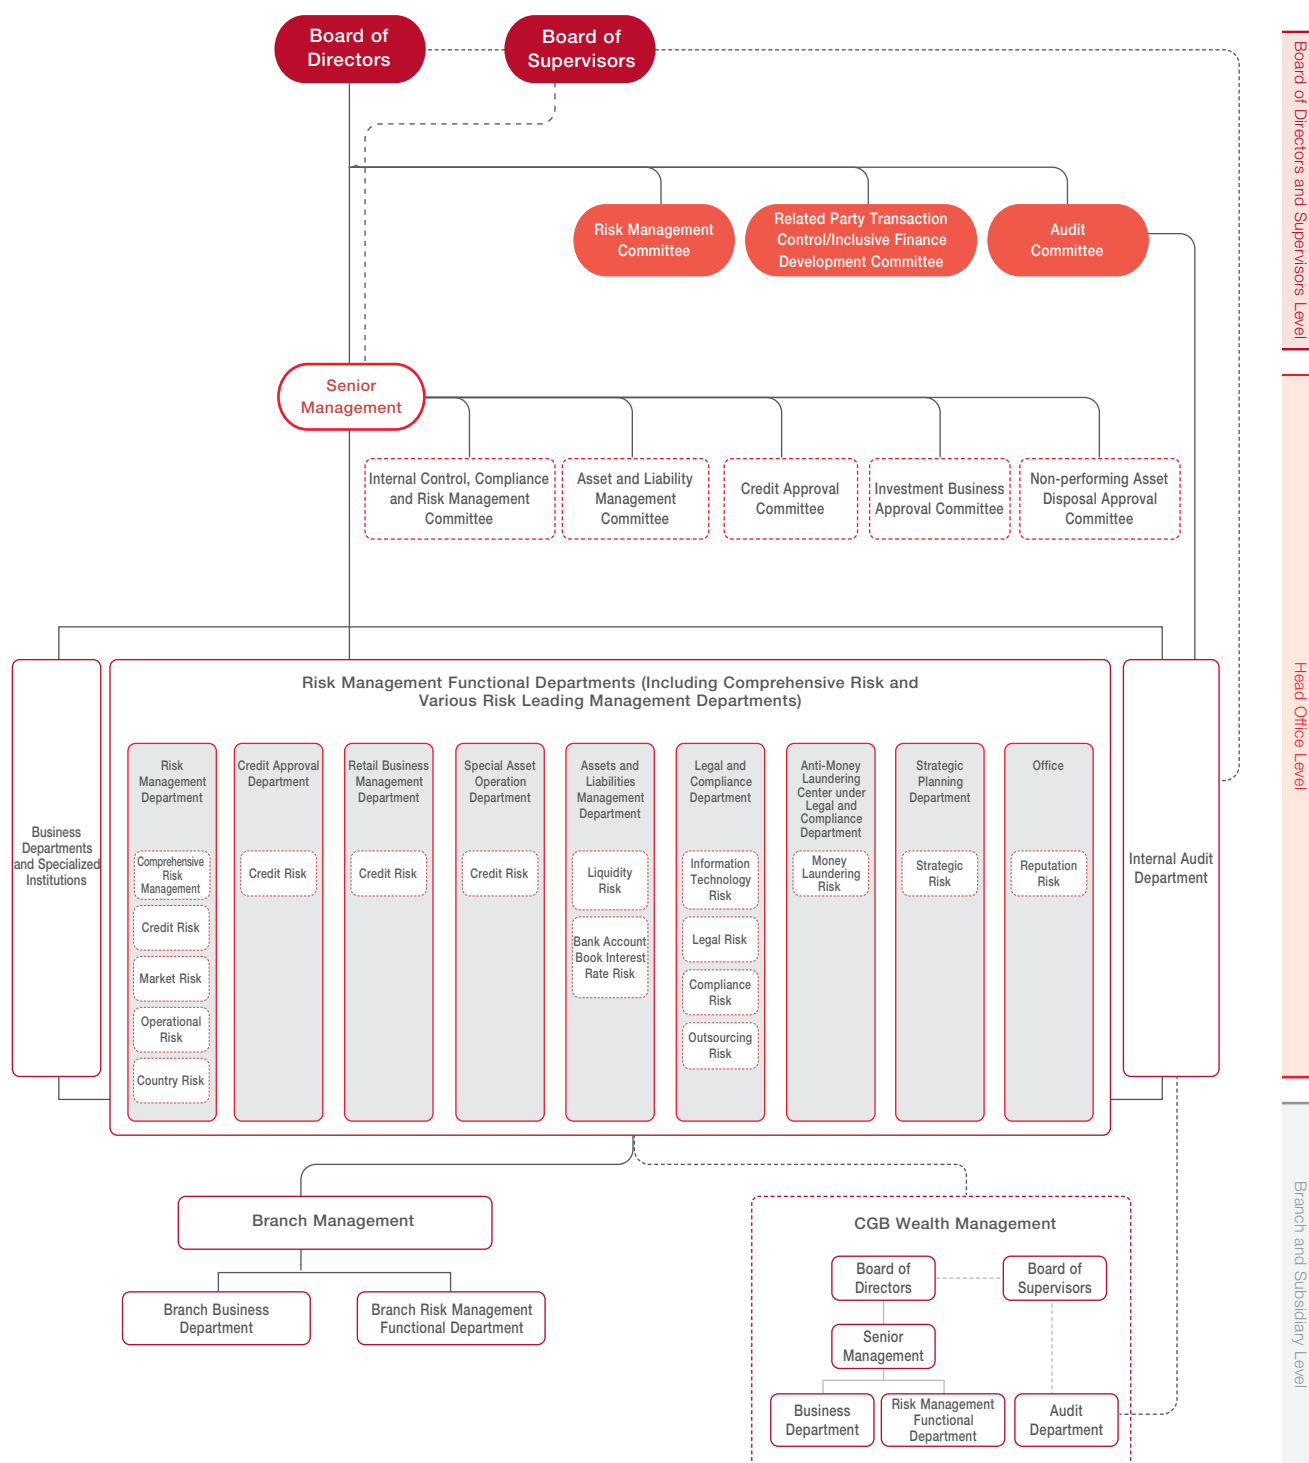 Board of
Directors
Board of
Supervisors
Risk Management
Committee
Related Party Transaction
Control/Inclusive Finance
Development Committee
Audit
Committee
Board of Directors and Supervisors Level
Senior
Management
Internal Control, Compliance
and Risk Management
Committee
Asset and Liability
Management
Committee
Credit Approval
Committee
Investment Business
Approval Committee
Non-performing Asset
Disposal Approval
Committee
Head Office Level
Business
Departments
and Specialized
Institutions
Risk Management Functional Departments (Including Comprehensive Risk and
Various Risk Leading Management Departments)
Risk
Management
Department
Comprehensive
Risk
Management
Credit Risk
Market Risk
Operational
Risk
Country Risk
Credit Approval
Department
Credit Risk
Retail Business
Management
Department
Credit Risk
Special Asset
Operation
Department
Credit Risk
Assets and
Liabilities
Management
Department
Liquidity
Risk
Bank Account
Book Interest
Rate Risk
Legal and
Compliance
Department
Information
Technology
Risk
Legal Risk
Compliance
Risk
Outsourcing
Risk
Anti-Money
Laundering
Center under
Legal and
Compliance
Department
Money
Laundering
Risk
Strategic
Planning
Department
Strategic
Risk
Office
Reputation
Risk
Internal Audit
Department
Branch Management
Branch Business
Department
Branch Risk Management
Functional Department
CGB Wealth Management
Board of
Directors
Board of
Supervisors
Senior
Management
Business
Department
Risk Management
Functional
Department
Audit
Department
Branch and Subsidiary Level